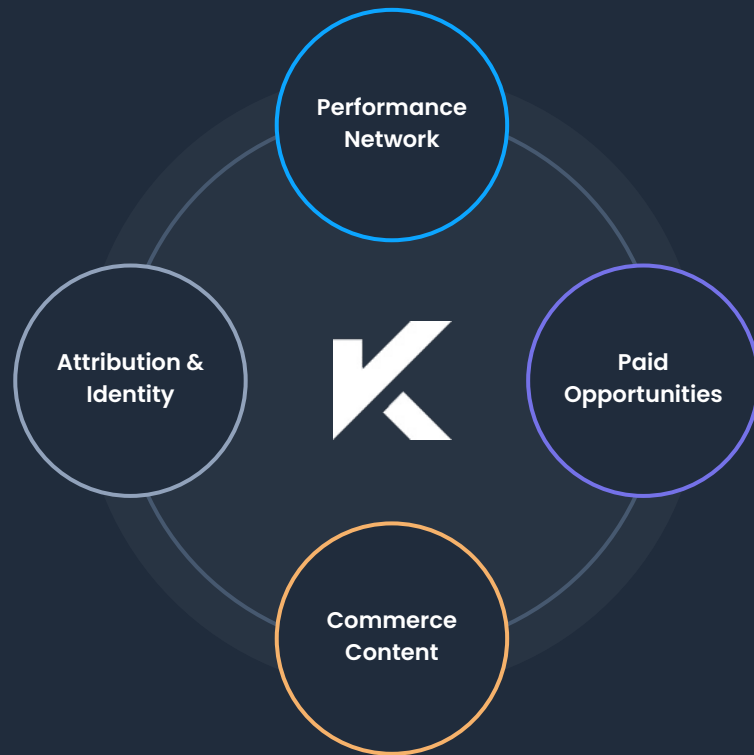 Performance
Network
Attribution &
Identity
Paid
Opportunities
Commerce
Content